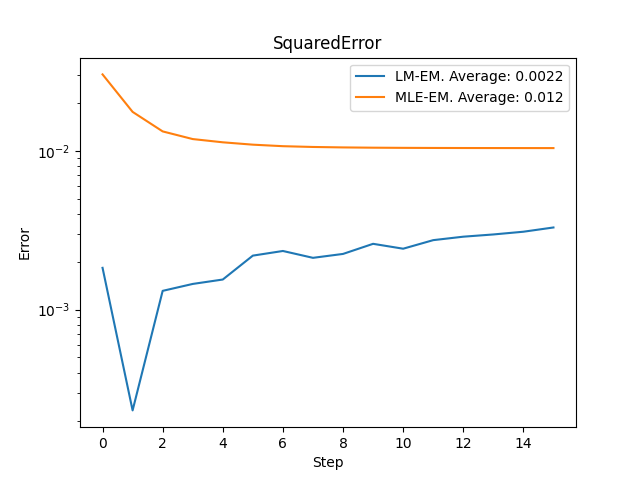 SquaredError
LM-EM. Average: 0.0022
MLE-EM. Average: 0.012
10⁻²
10⁻³
Error
0 2 4 6 8 10 12 14
Step